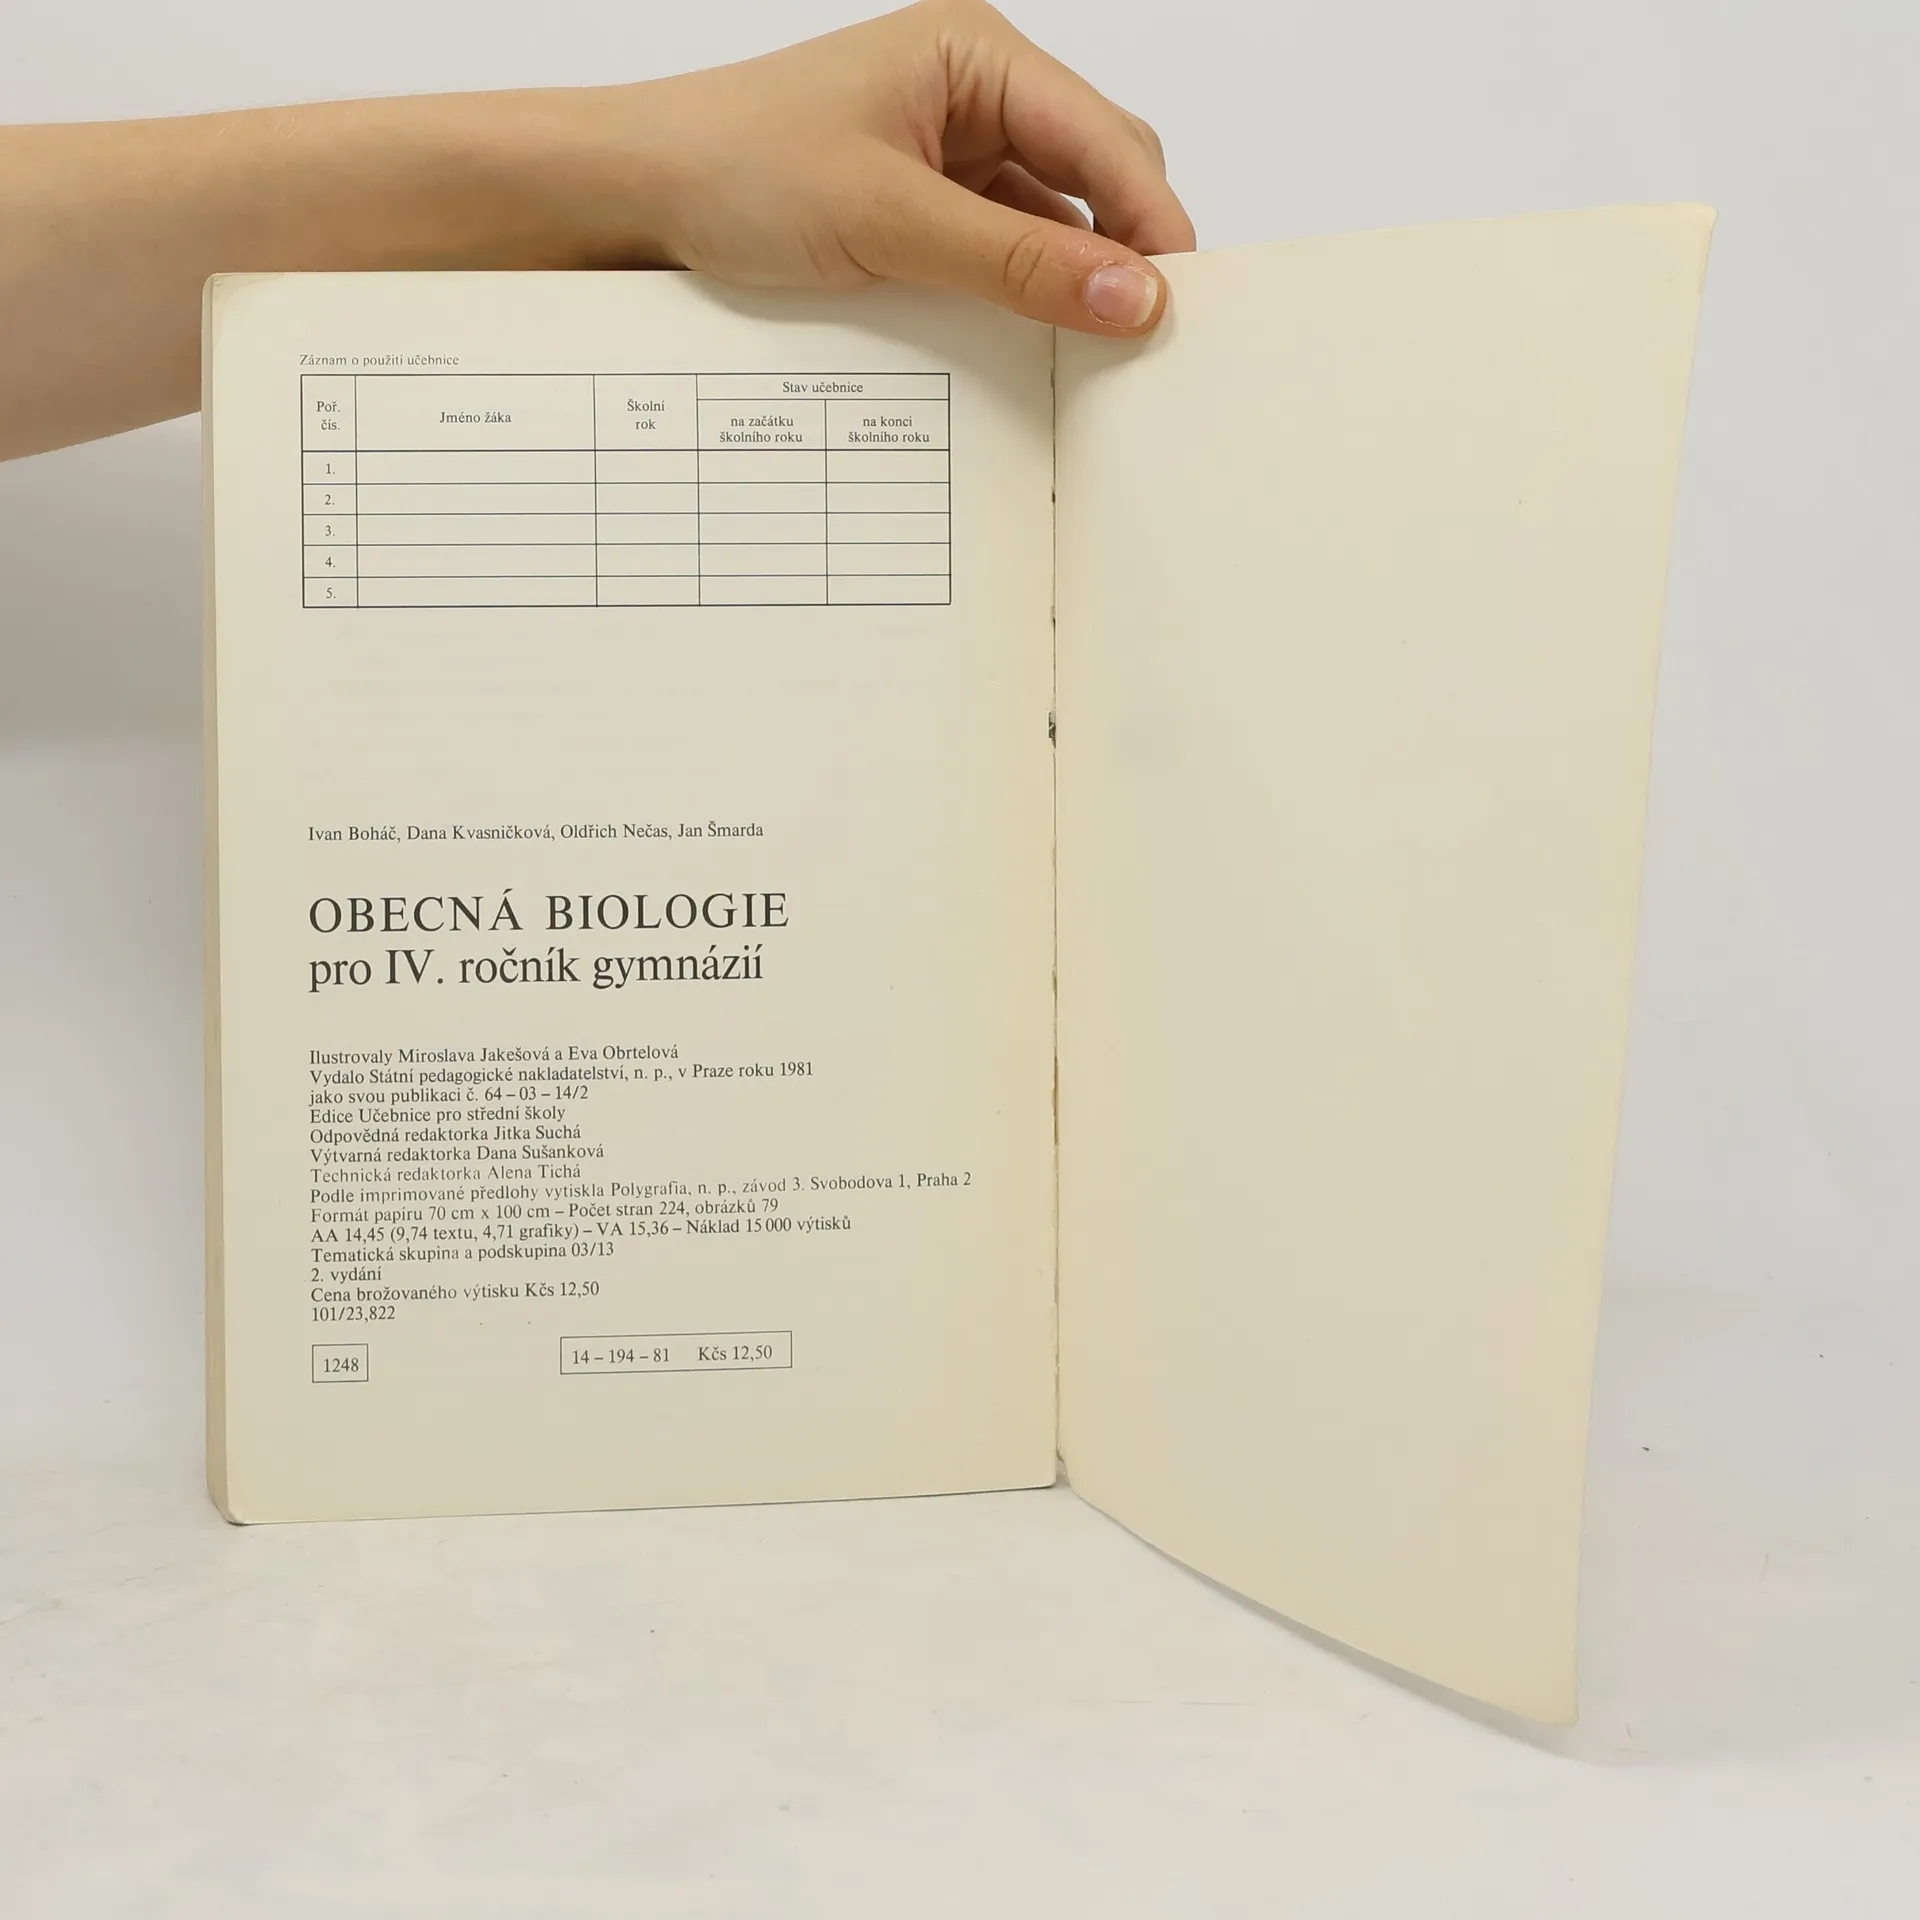 Záznam o použití učebnice
Poř. čís.
Jméno žáka
Školní rok
Stav učebnice
na začátku školního roku
na konci školního roku
1.
2.
3.
4.
5.
Ivan Boháč, Dana Kvasničková, Oldřich Nečas, Jan Šmarda
OBECNÁ BIOLOGIE
pro IV. ročník gymnázií
Ilustrovaly Miroslava Jakešová a Eva Obrtelová
Vydalo Státní pedagogické nakladatelství, n. p., v Praze roku 1981
jako svou publikaci č. 64 – 03 – 14/2
Edice Učebnice pro střední školy
Odpovědná redaktorka Jitka Suchá
Výtvarná redaktorka Dana Sušanková
Technická redaktorka Alena Tichá
Podle imprimované předlohy vytiskla Polygrafia, n. p., závod 3. Svobodova 1, Praha 2
Formát papíru 70 cm x 100 cm – Počet stran 224, obrázků 79
AA 14,45 (9,74 textu, 4,71 grafiky) – VA 15,36 – Náklad 15 000 výtisků
Tematická skupina a podskupina 03/13
2. vydání
Cena brožovaného výtisku Kčs 12,50
101/23,822
1248
14 – 194 – 81 Kčs 12,50